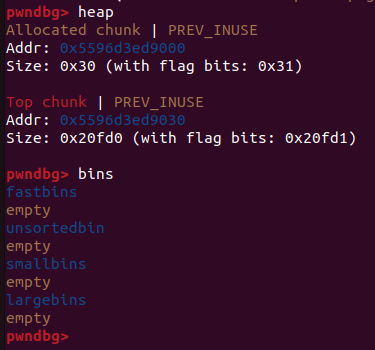 pwndbg> heap
Allocated chunk | PREV_INUSE
Addr: 0x5596d3ed9000
Size: 0x30 (with flag bits: 0x31)
Top chunk | PREV_INUSE
Addr: 0x5596d3ed9030
Size: 0x20fd0 (with flag bits: 0x20fd1)
pwndbg> bins
fastbins
empty
unsortedbin
empty
smallbins
empty
largebins
empty
pwndbg>